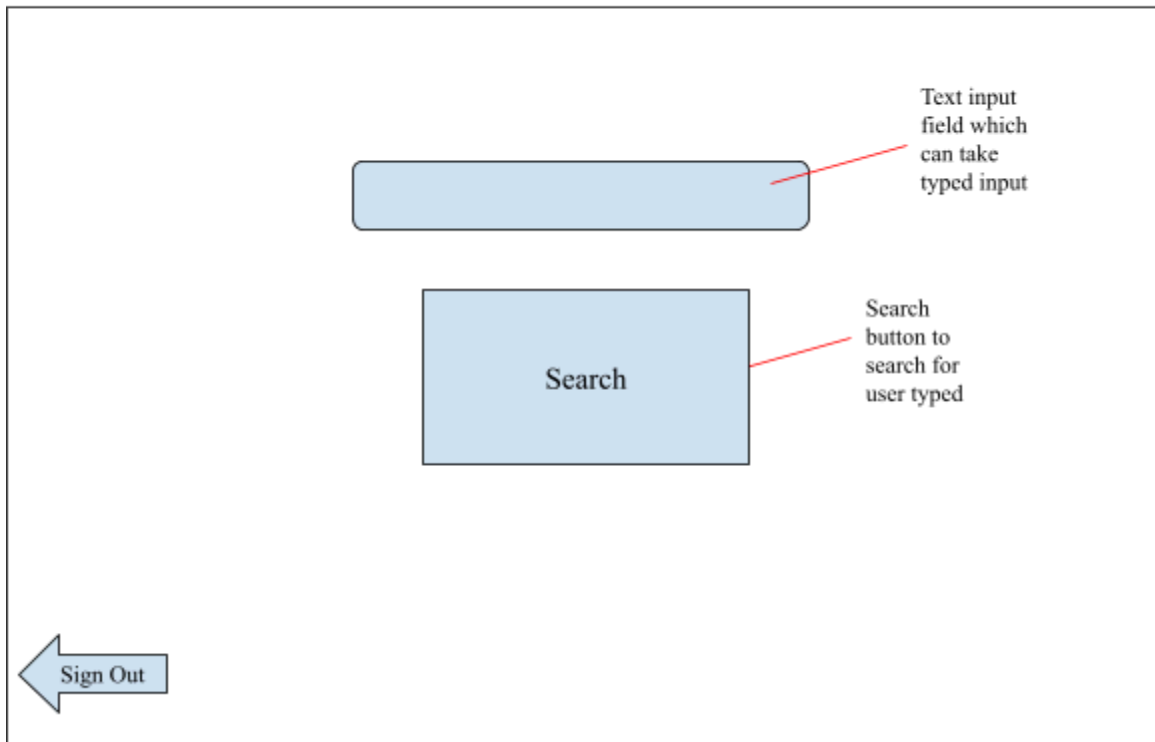 Text input
field which
can take
typed input
Search
button to
search for
user typed
Search
Sign Out